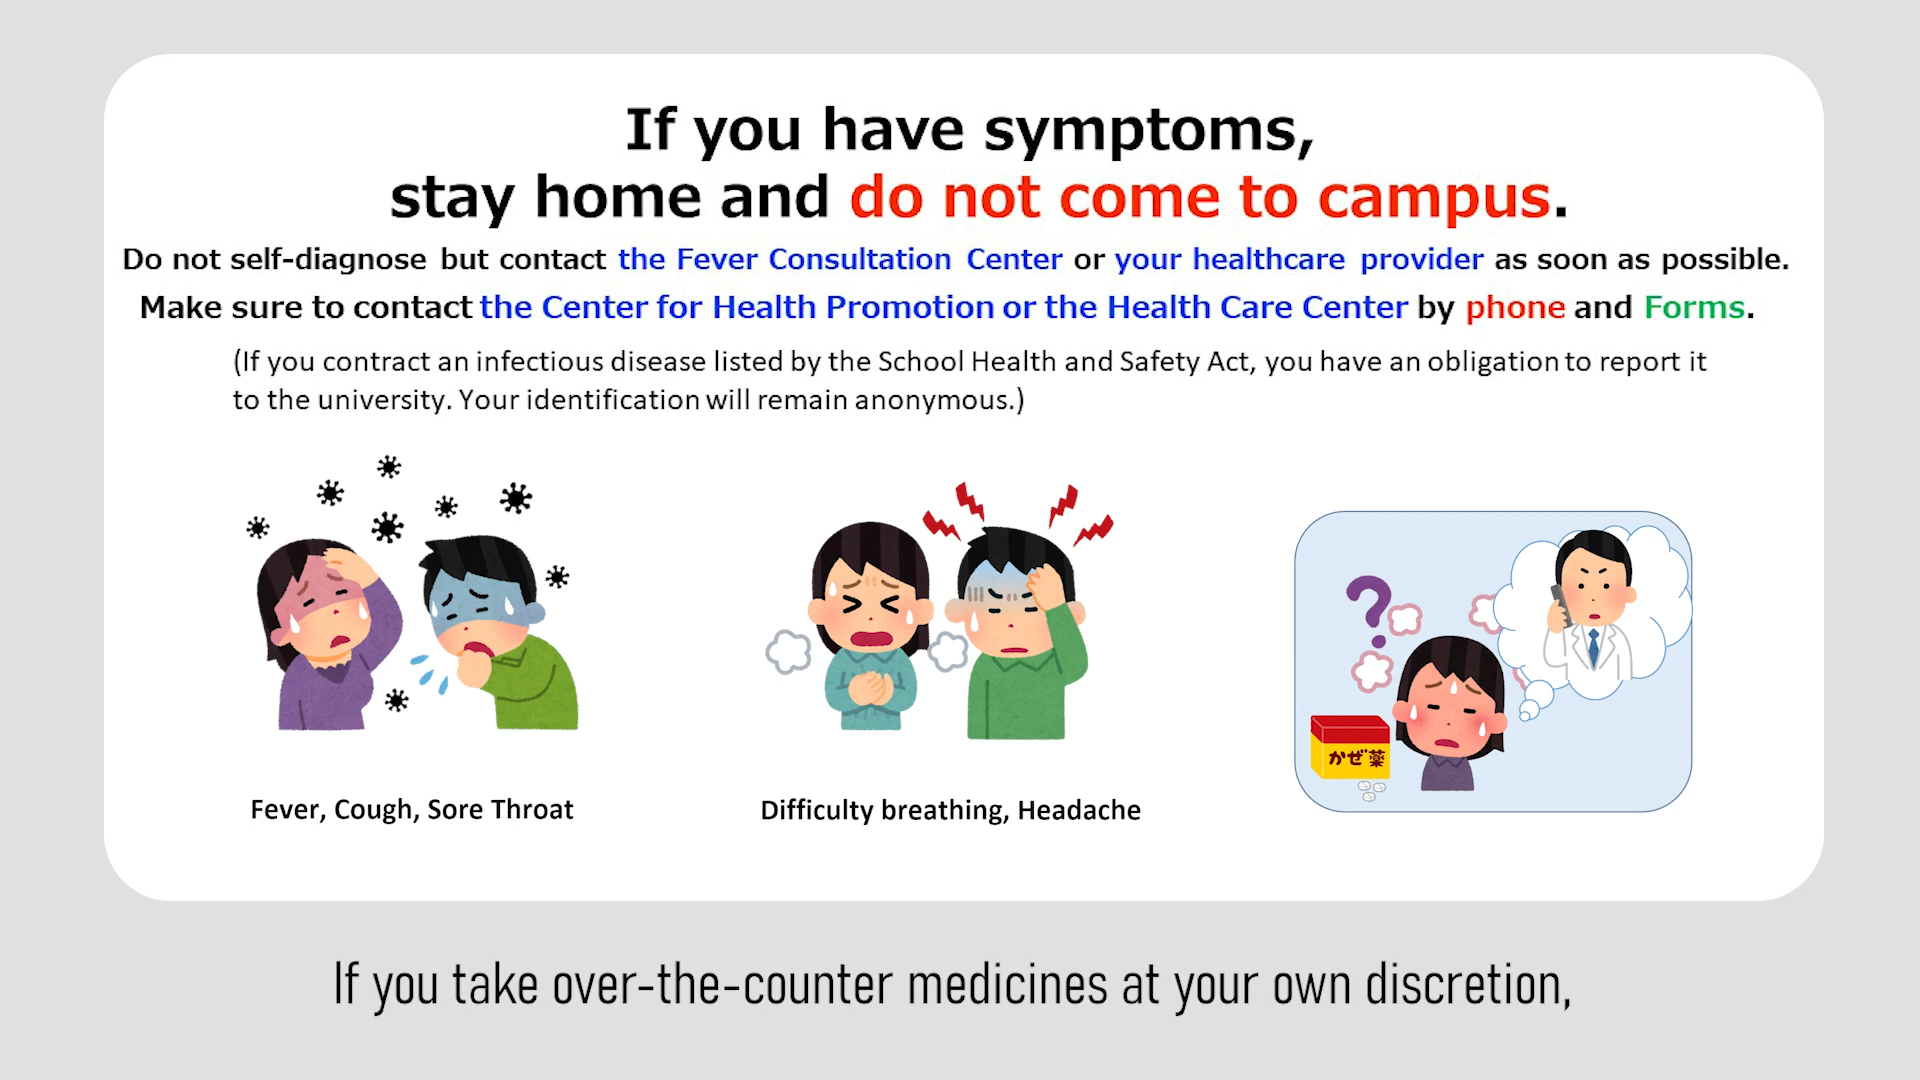 If you have symptoms,
stay home and do not come to campus.
Do not self-diagnose but contact the Fever Consultation Center or your healthcare provider as soon as possible.
Make sure to contact the Center for Health Promotion or the Health Care Center by phone and Forms.
(If you contract an infectious disease listed by the School Health and Safety Act, you have an obligation to report it
to the university. Your identification will remain anonymous.)
かぜ薬
Fever, Cough, Sore Throat
Difficulty breathing, Headache
If you take over-the-counter medicines at your own discretion,